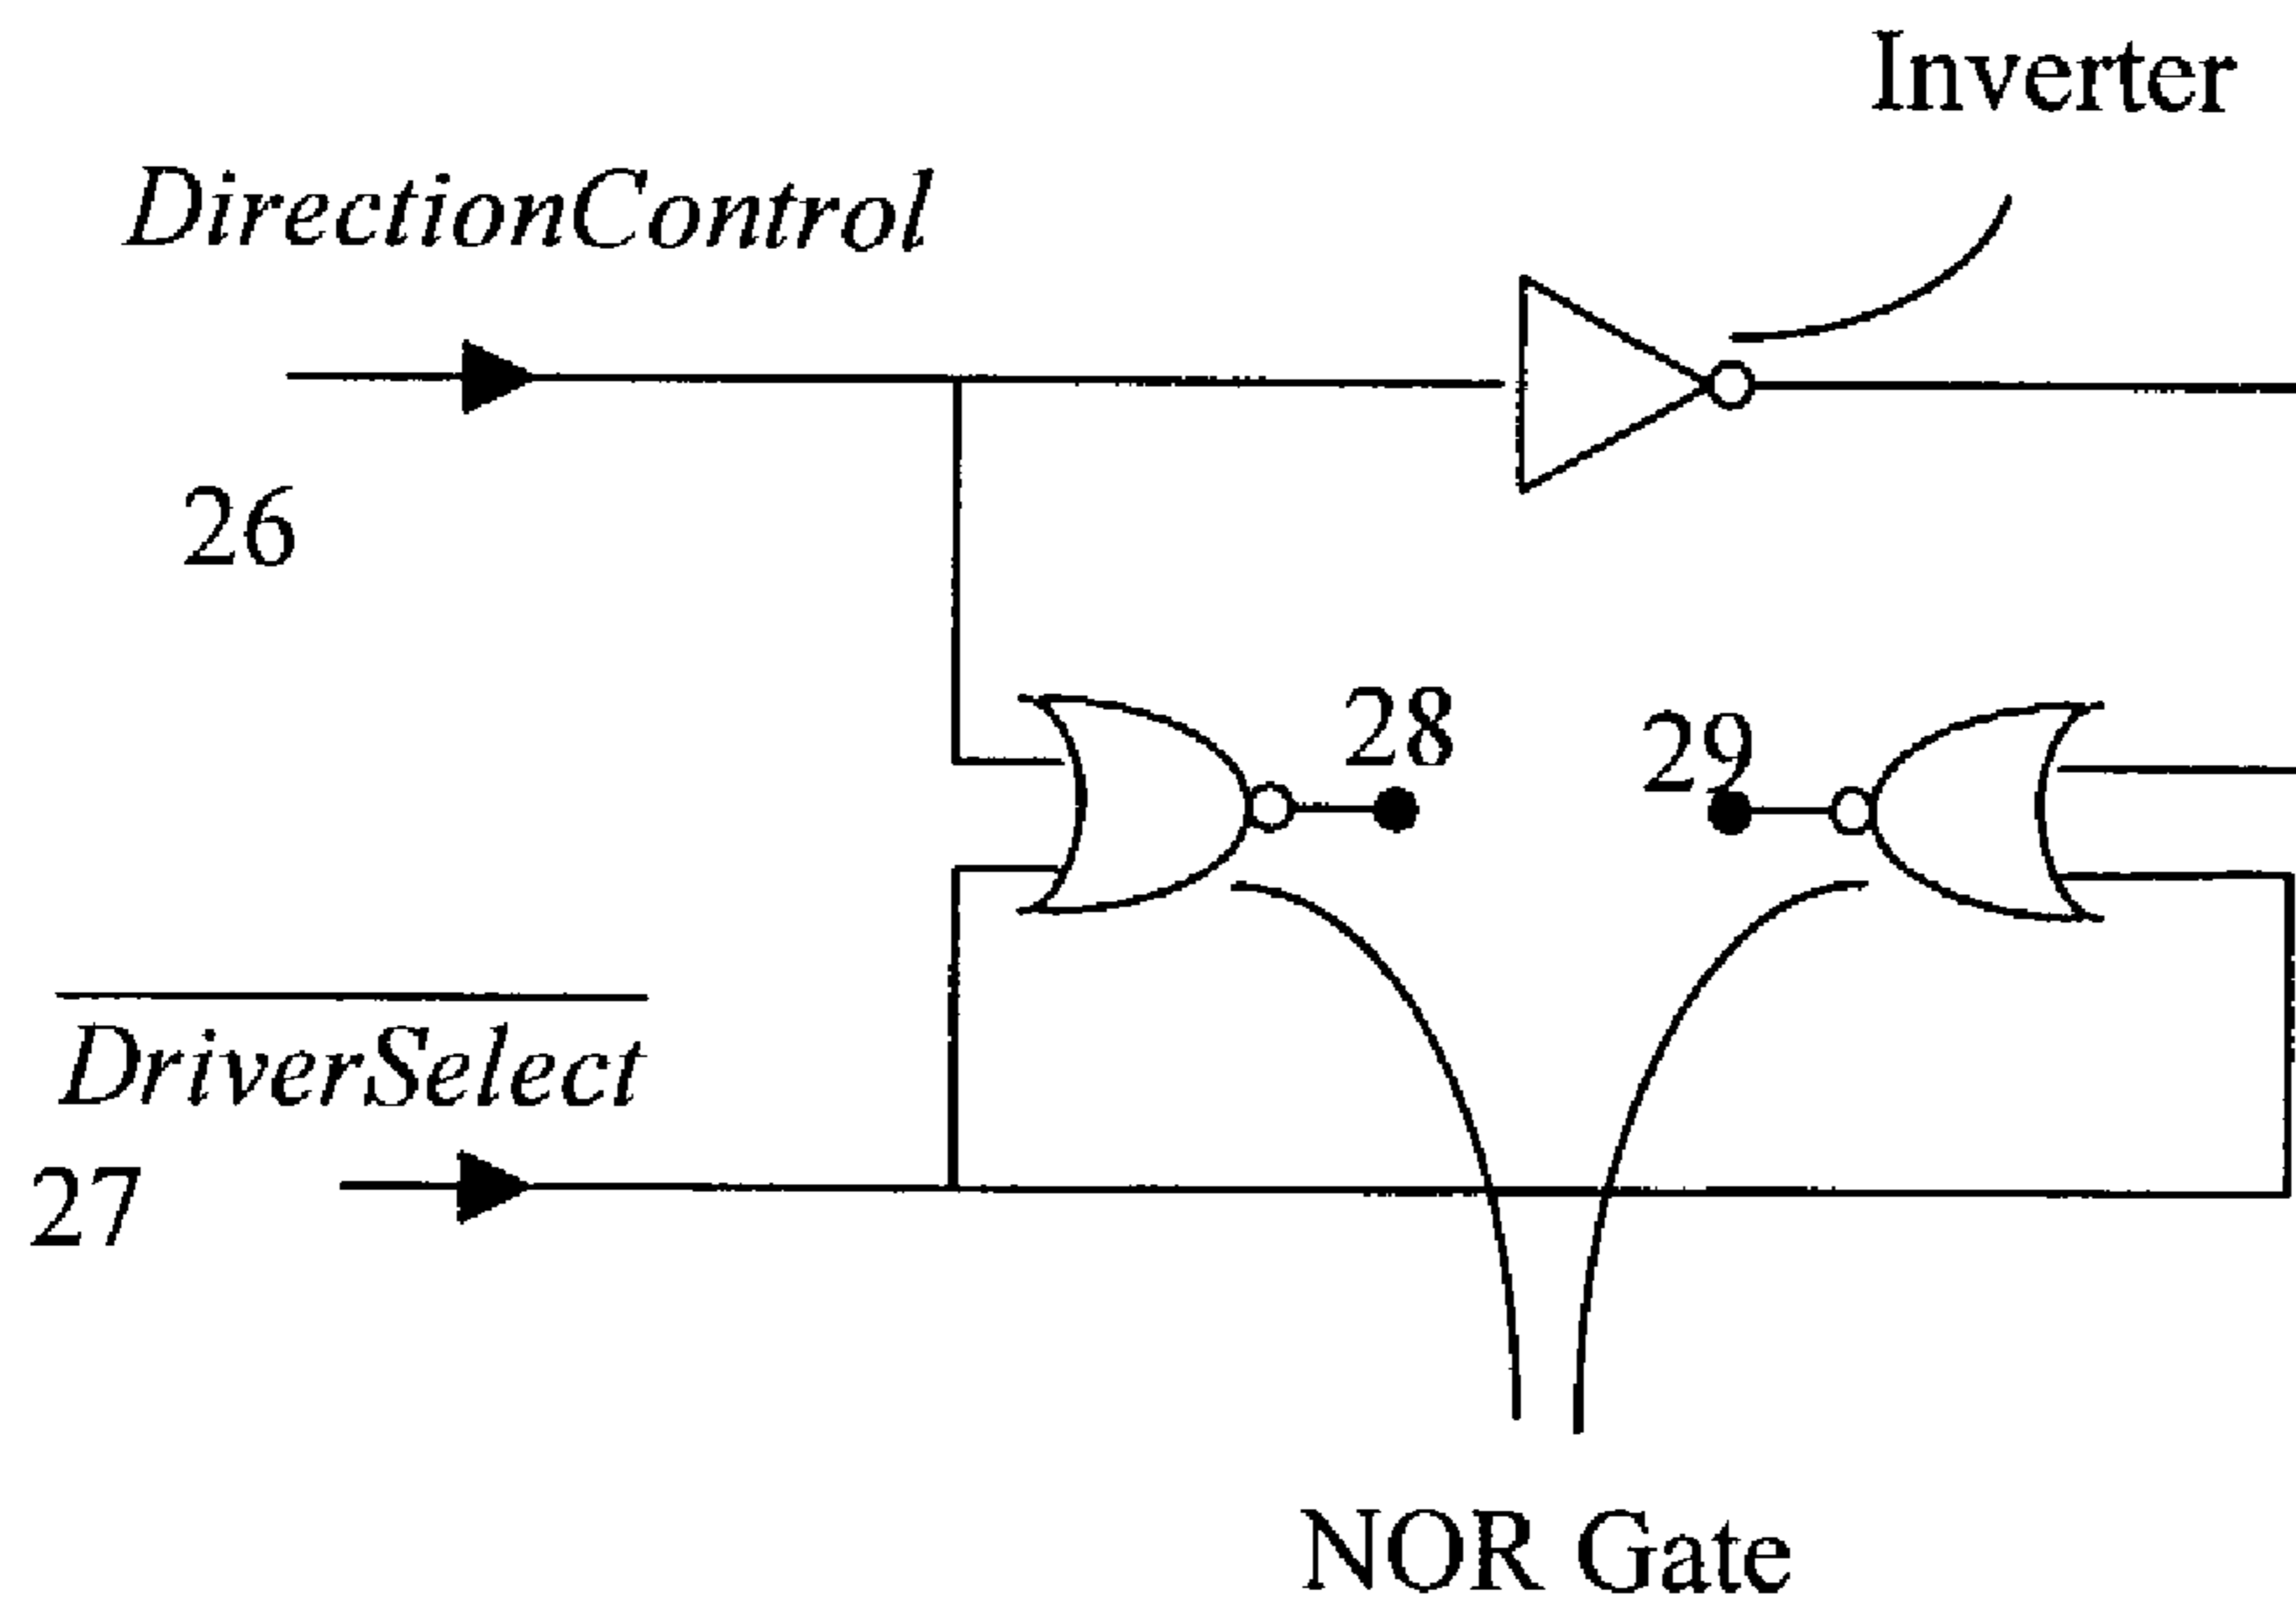 Inverter
DirectionControl
26
28
29
DriverSelect
27
NOR Gate